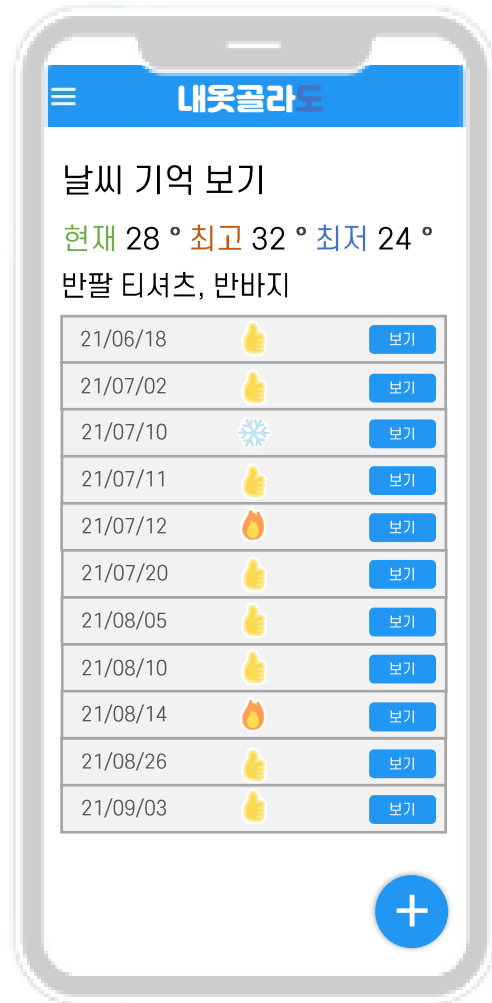 내옷골라도
날씨 기억 보기
현재 28 ° 최고 32 ° 최저 24 °
반팔 티셔츠, 반바지
21/06/18 보기
21/07/02 보기
21/07/10 보기
21/07/11 보기
21/07/12 보기
21/07/20 보기
21/08/05 보기
21/08/10 보기
21/08/14 보기
21/08/26 보기
21/09/03 보기